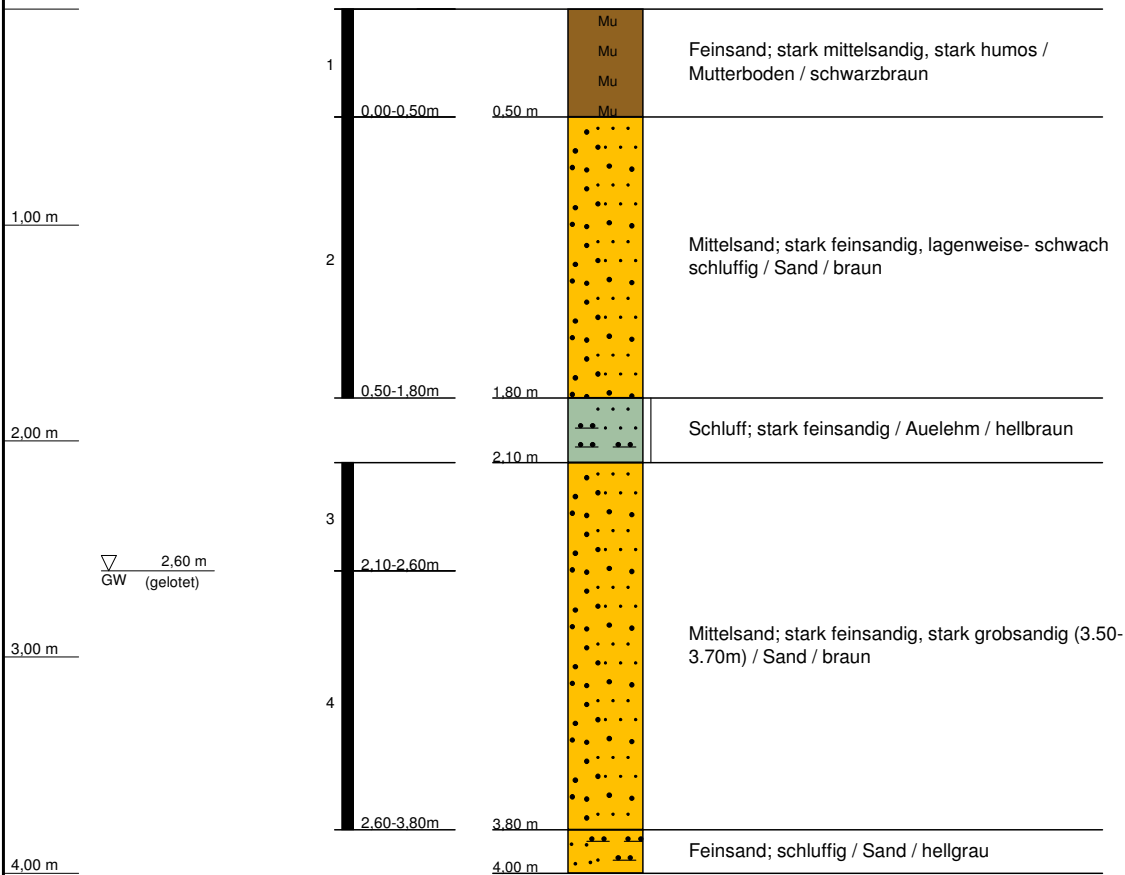 Mu
Feinsand; stark mittelsandig, stark humos /
Mu
1
Mutterboden / schwarzbraun
Mu
0,00-0,50m
0,50 m
Mu
1,00 m
Mittelsand; stark feinsandig, lagenweise- schwach
2
schluffig / Sand / braun
0,50-1,80m
1,80 m
2,00 m
Schluff; stark feinsandig / Auelehm / hellbraun
2,10 m
3
2,60 m
2,10-2,60m
GW (gelotet)
Mittelsand; stark feinsandig, stark grobsandig (3.50-
3,00 m
3.70m) / Sand / braun
4
2,60-3,80m
3,80 m
Feinsand; schluffig / Sand / hellgrau
4,00 m
4,00 m